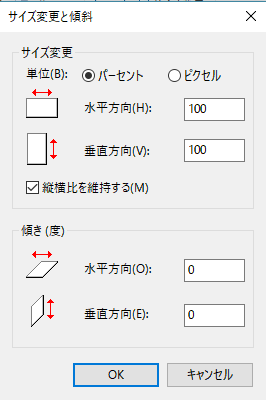 サイズ変更と傾斜
サイズ変更
単位(B): パーセント ピクセル
水平方向(H): 100
垂直方向(V): 100
縦横比を維持する(M)
傾き (度)
水平方向(O): 0
垂直方向(E): 0
OK キャンセル